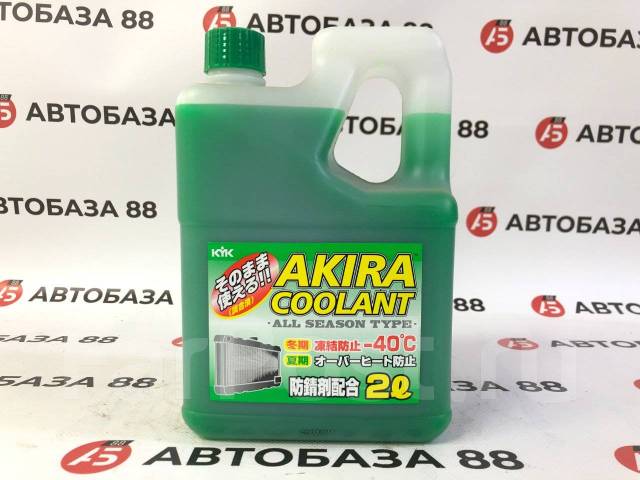 АВТОБАЗА 88
АВТОБАЗА 88
АВТОБАЗА 88
АВТОБАЗА 88
KYK
そのまま
使える!!
AKIRA
COOLANT
・ALL SEASON TYPE・
冬期 凍結防止 -40℃
夏期 オーバーヒート防止
防錆剤配合 2ℓ
АВТОБАЗА 88
АВТОБАЗА 88
АВТОБАЗА 88
АВТОБАЗА 88